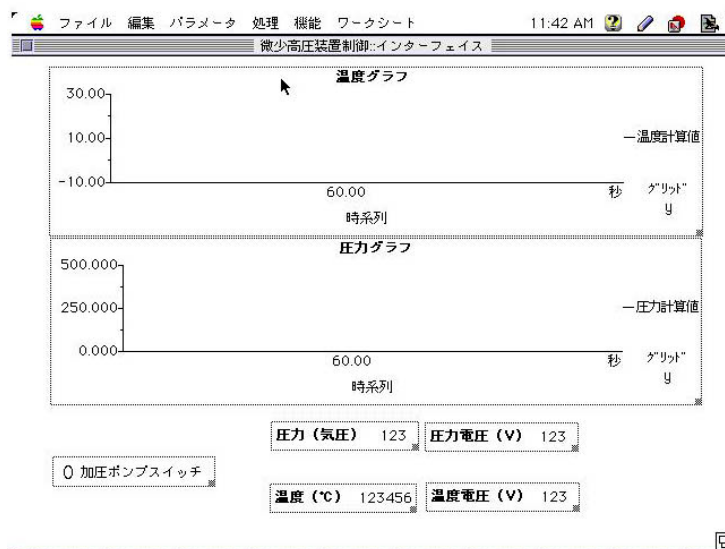 ファイル 編集 パラメータ 処理 機能 ワークシート 11:42 AM
微少高圧装置制御::インターフェイス
温度グラフ
30.00
10.00
温度計算値
-10.00
60.00
秒
グリッド
時系列
y
圧力グラフ
500.000
250.000
圧力計算値
0.000
60.00
秒
グリッド
時系列
y
圧力（気圧） 123
圧力電圧（V） 123
0 加圧ポンプスイッチ
温度（℃） 123456
温度電圧（V） 123